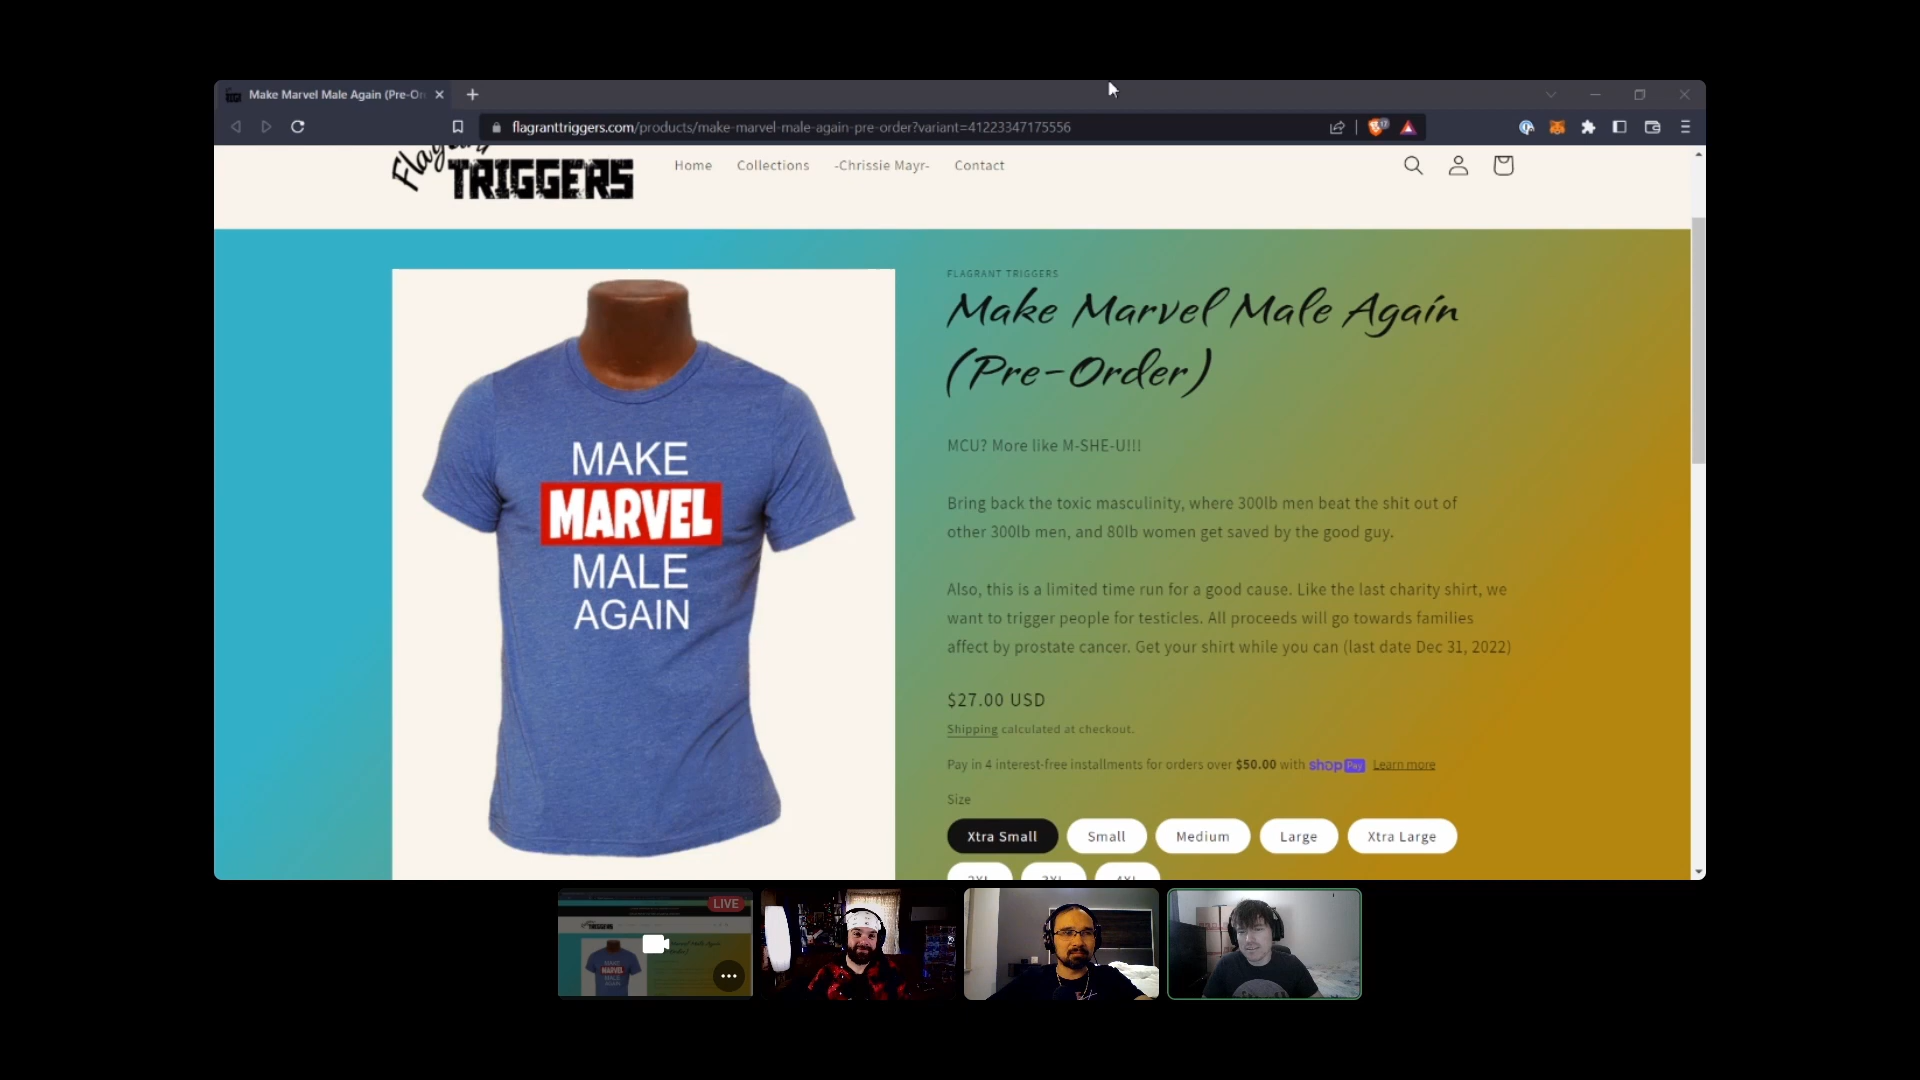 Make Marvel Male Again (Pre-Or
flagranttriggers.com/products/make-marvel-male-again-pre-order?variant=41223347175556
TRIGGERS
Home Collections -Chrissie Mayr- Contact
MAKE
MARVEL
MALE
AGAIN
FLAGRANT TRIGGERS
Make Marvel Male Again
(Pre-Order)
MCU? More like M-SHE-U!!!
Bring back the toxic masculinity, where 300lb men beat the shit out of
other 300lb men, and 80lb women get saved by the good guy.
Also, this is a limited time run for a good cause. Like the last charity shirt, we
want to trigger people for testicles. All proceeds will go towards families
affect by prostate cancer. Get your shirt while you can (last date Dec 31, 2022)
$27.00 USD
Shipping calculated at checkout.
Pay in 4 interest-free installments for orders over $50.00 with shop Pay Learn more
Size
Xtra Small Small Medium Large Xtra Large
2XL 3XL 4XL
LIVE